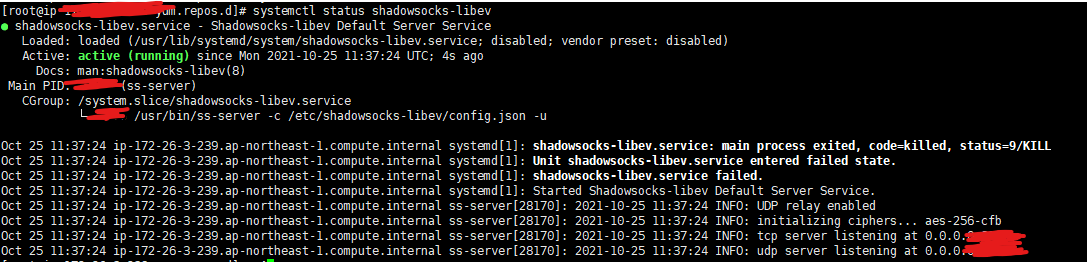 [root@ip- yum.repos.d]# systemctl status shadowsocks-libev
● shadowsocks-libev.service - Shadowsocks-libev Default Server Service
Loaded: loaded (/usr/lib/systemd/system/shadowsocks-libev.service; disabled; vendor preset: disabled)
Active: active (running) since Mon 2021-10-25 11:37:24 UTC; 4s ago
Docs: man:shadowsocks-libev(8)
Main PID: (ss-server)
CGroup: /system.slice/shadowsocks-libev.service
└─ /usr/bin/ss-server -c /etc/shadowsocks-libev/config.json -u
Oct 25 11:37:24 ip-172-26-3-239.ap-northeast-1.compute.internal systemd[1]: shadowsocks-libev.service: main process exited, code=killed, status=9/KILL
Oct 25 11:37:24 ip-172-26-3-239.ap-northeast-1.compute.internal systemd[1]: Unit shadowsocks-libev.service entered failed state.
Oct 25 11:37:24 ip-172-26-3-239.ap-northeast-1.compute.internal systemd[1]: shadowsocks-libev.service failed.
Oct 25 11:37:24 ip-172-26-3-239.ap-northeast-1.compute.internal systemd[1]: Started Shadowsocks-libev Default Server Service.
Oct 25 11:37:24 ip-172-26-3-239.ap-northeast-1.compute.internal ss-server[28170]: 2021-10-25 11:37:24 INFO: UDP relay enabled
Oct 25 11:37:24 ip-172-26-3-239.ap-northeast-1.compute.internal ss-server[28170]: 2021-10-25 11:37:24 INFO: initializing ciphers... aes-256-cfb
Oct 25 11:37:24 ip-172-26-3-239.ap-northeast-1.compute.internal ss-server[28170]: 2021-10-25 11:37:24 INFO: tcp server listening at 0.0.0.
Oct 25 11:37:24 ip-172-26-3-239.ap-northeast-1.compute.internal ss-server[28170]: 2021-10-25 11:37:24 INFO: udp server listening at 0.0.0.